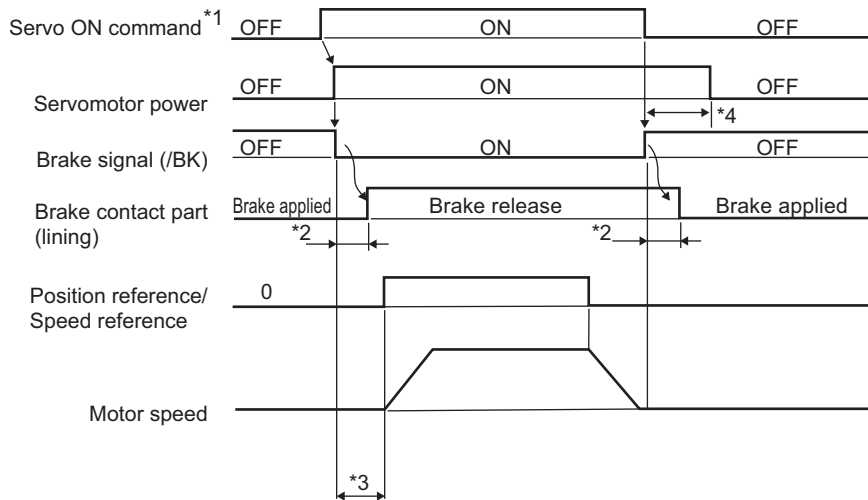 Servo ON command*1 OFF ON OFF
Servomotor power OFF ON OFF
*4
Brake signal (/BK) OFF ON OFF
Brake contact part
(lining)
Brake applied Brake release Brake applied
*2 *2
Position reference/
Speed reference
0
Motor speed
*3